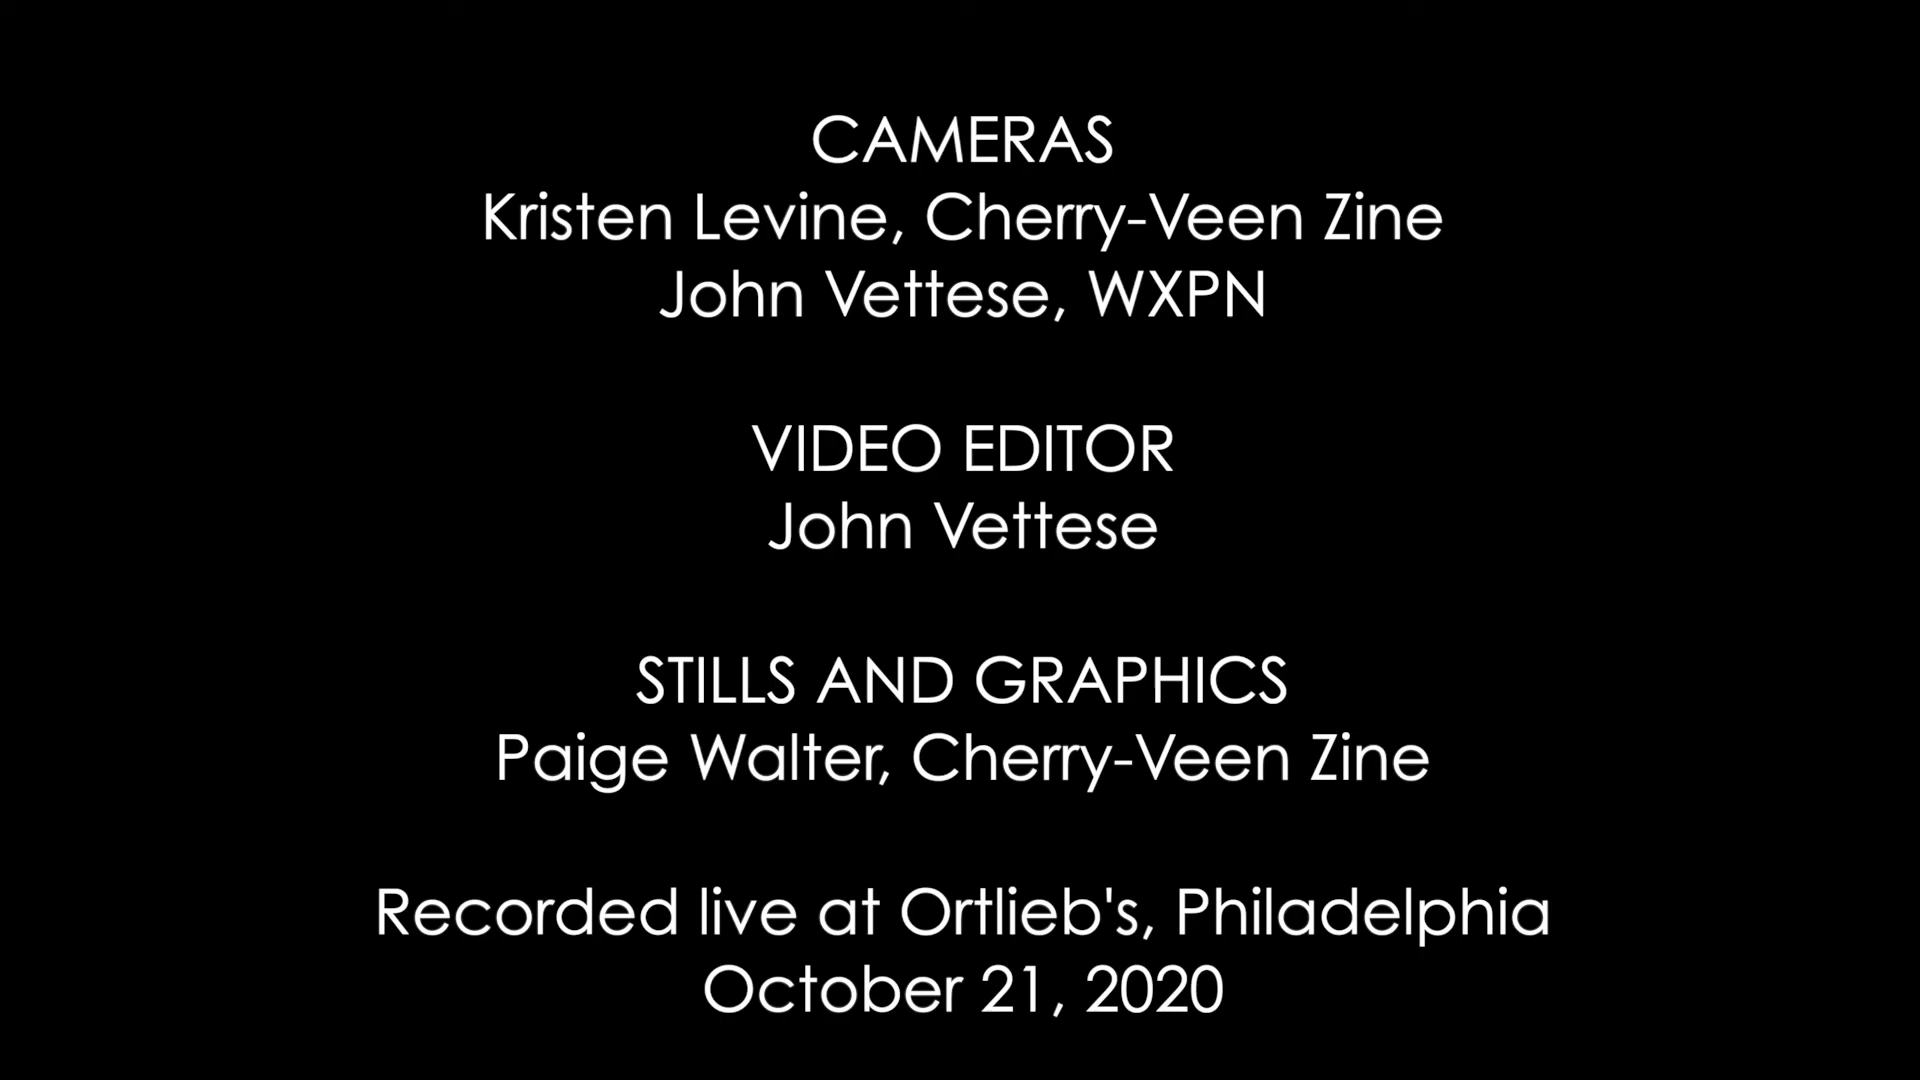 CAMERAS
Kristen Levine, Cherry-Veen Zine
John Vettese, WXPN
VIDEO EDITOR
John Vettese
STILLS AND GRAPHICS
Paige Walter, Cherry-Veen Zine
Recorded live at Ortlieb's, Philadelphia
October 21, 2020